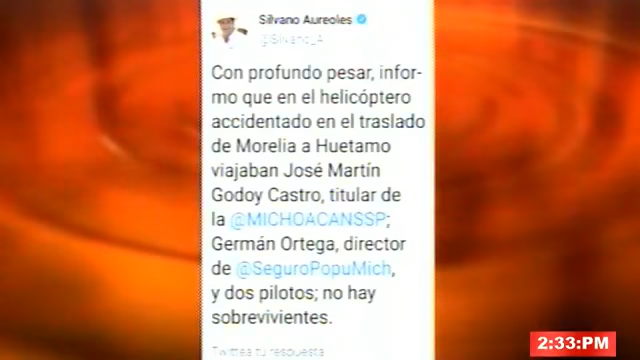 Silvano Aureoles
@Silvano_A
Con profundo pesar, infor-
mo que en el helicóptero
accidentado en el traslado
de Morelia a Huetamo
viajaban José Martín
Godoy Castro, titular de
la @MICHOACANSSP;
Germán Ortega, director
de @SeguroPopuMich,
y dos pilotos; no hay
sobrevivientes.
Twittea tu respuesta
2:33:PM